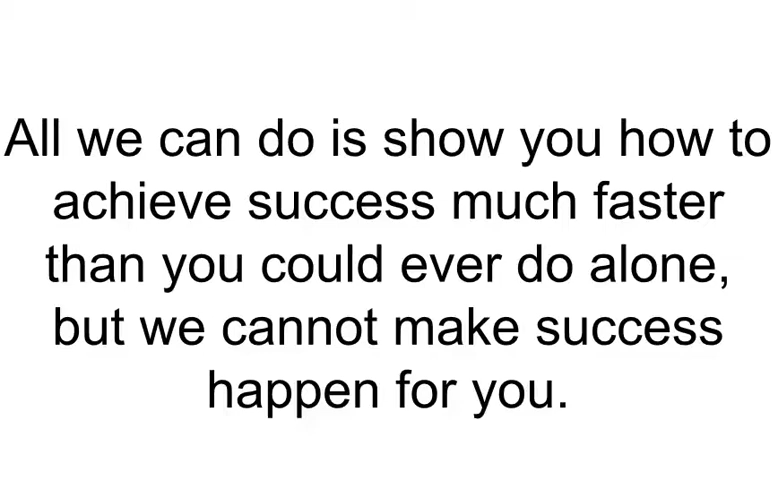 All we can do is show you how to
achieve success much faster
than you could ever do alone,
but we cannot make success
happen for you.